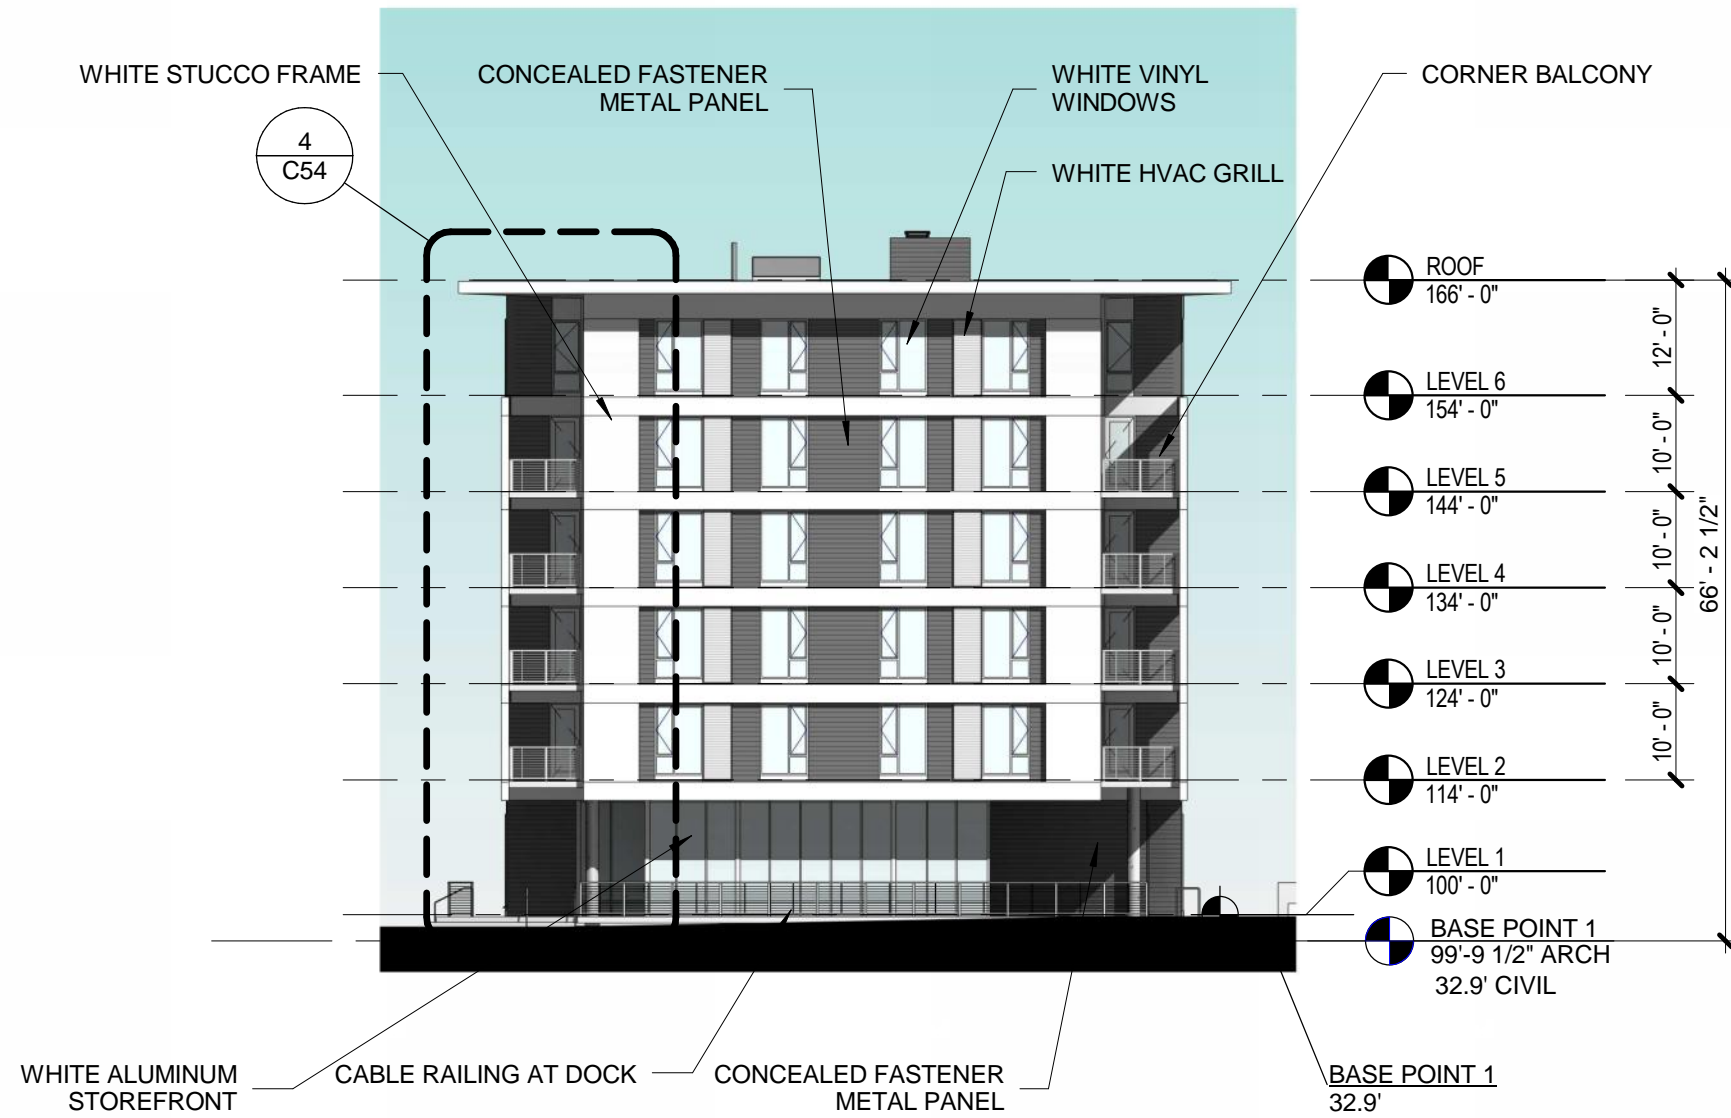 WHITE STUCCO FRAME
CONCEALED FASTENER
METAL PANEL
WHITE VINYL
WINDOWS
CORNER BALCONY
4
C54
WHITE HVAC GRILL
ROOF
166' - 0"
12' - 0"
LEVEL 6
154' - 0"
10' - 0"
LEVEL 5
144' - 0"
10' - 0"
66' - 2 1/2"
LEVEL 4
134' - 0"
10' - 0"
LEVEL 3
124' - 0"
10' - 0"
LEVEL 2
114' - 0"
LEVEL 1
100' - 0"
BASE POINT 1
99'-9 1/2" ARCH
32.9' CIVIL
WHITE ALUMINUM
STOREFRONT
CABLE RAILING AT DOCK
CONCEALED FASTENER
METAL PANEL
BASE POINT 1
32.9'